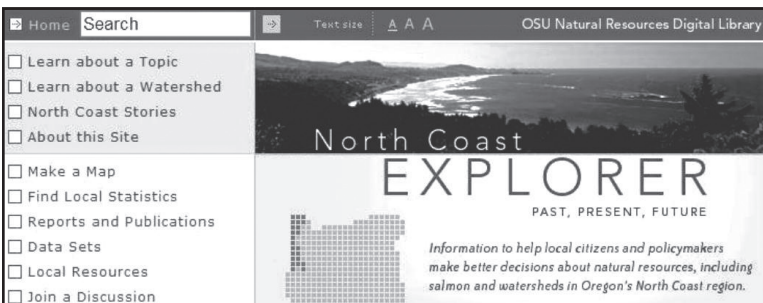 Home Search Text size A A A OSU Natural Resources Digital Library
Learn about a Topic
Learn about a Watershed
North Coast Stories
About this Site
Make a Map
Find Local Statistics
Reports and Publications
Data Sets
Local Resources
Join a Discussion
North Coast
EXPLORER
PAST, PRESENT, FUTURE
Information to help local citizens and policymakers
make better decisions about natural resources, including
salmon and watersheds in Oregon's North Coast region.